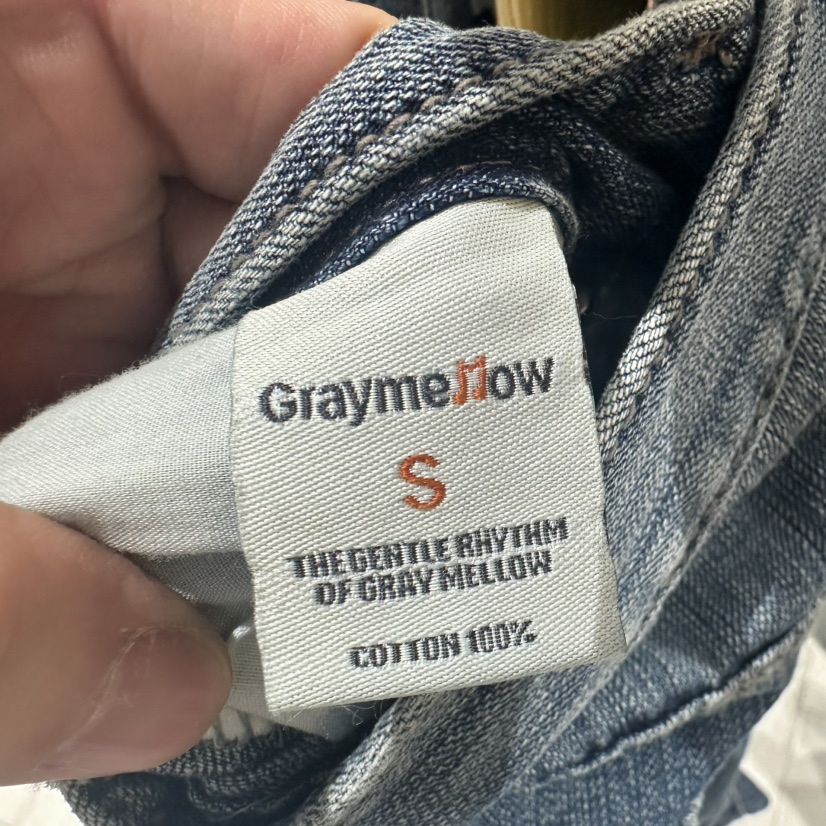 Graymellow
S
THE GENTLE RHYTHM
OF GRAY MELLOW
COTTON 100%